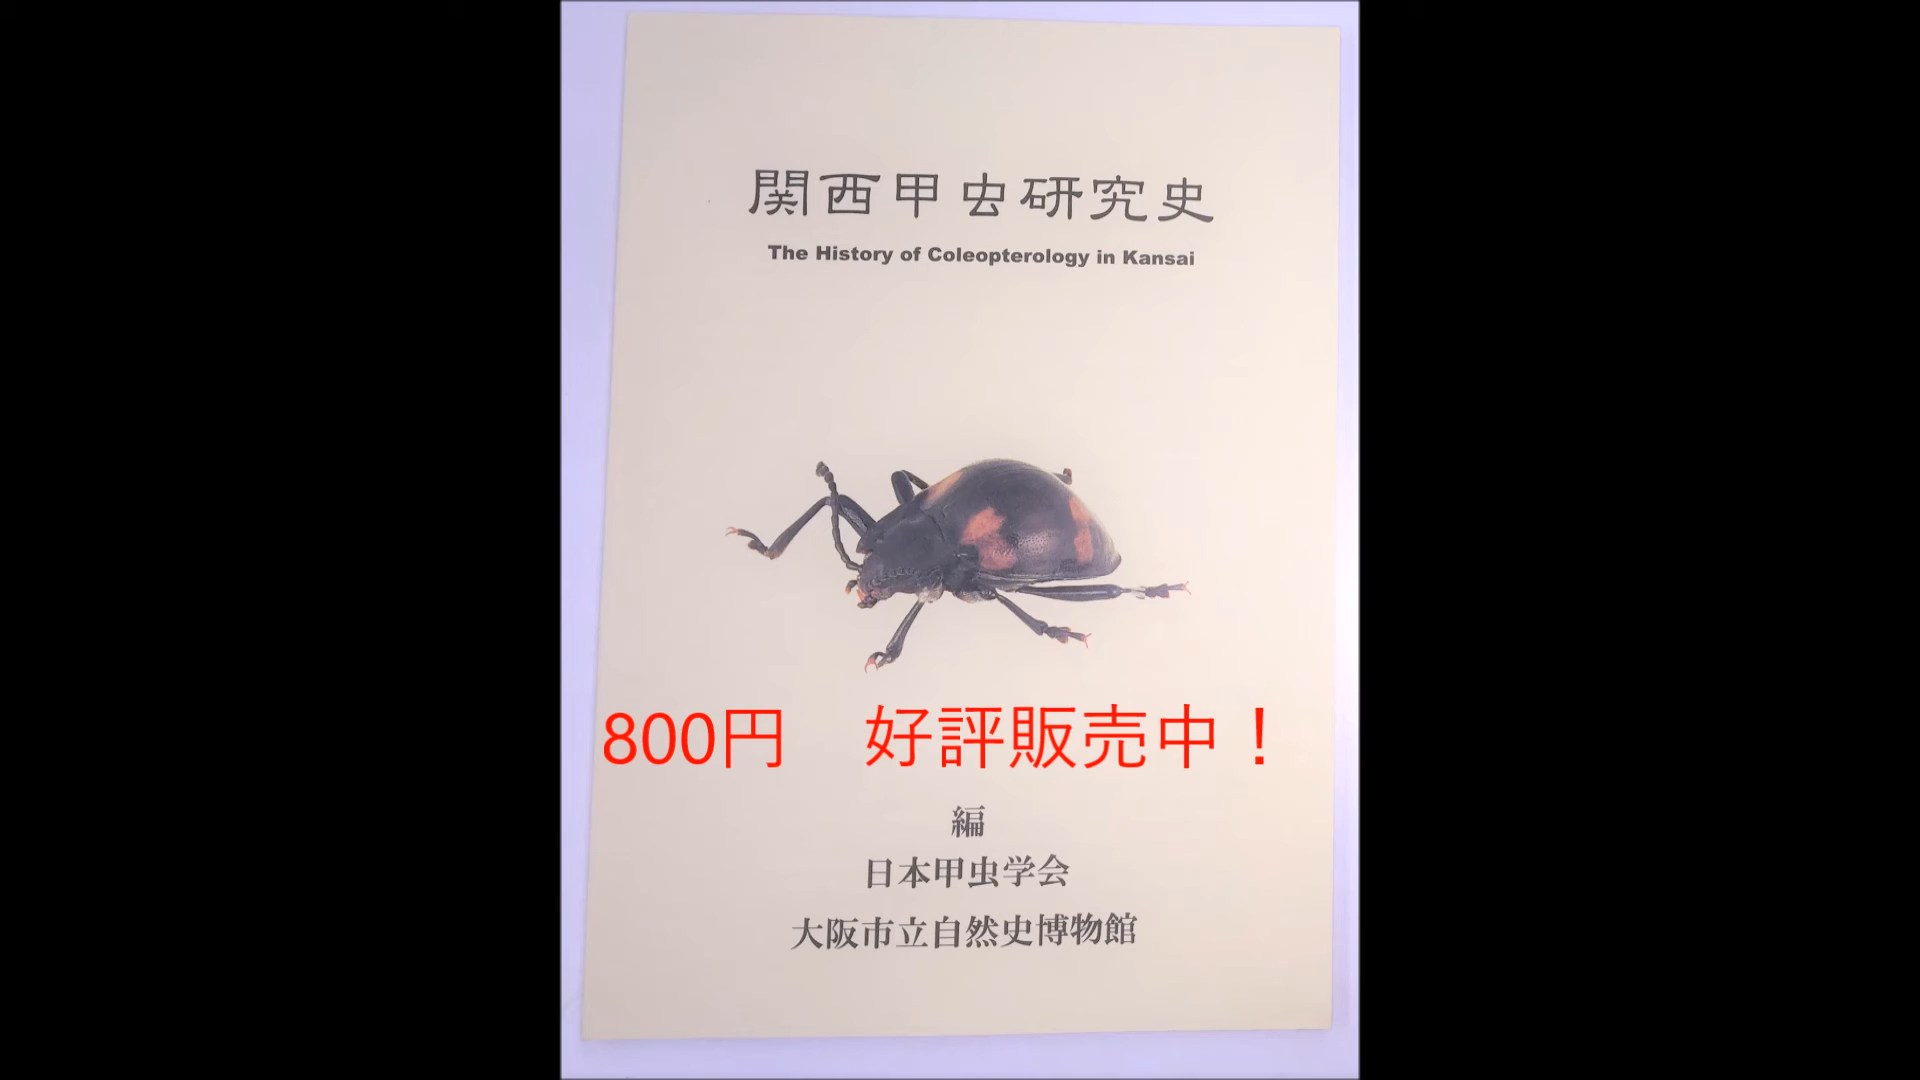 関西甲虫研究史
The History of Coleopterology in Kansai
800円　好評販売中！
編
日本甲虫学会
大阪市立自然史博物館